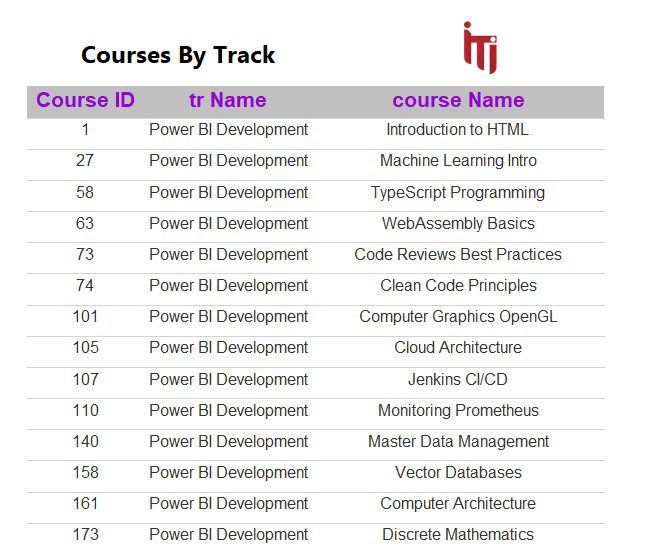 Courses By Track
iTi
Course ID tr Name course Name
1 Power BI Development Introduction to HTML
27 Power BI Development Machine Learning Intro
58 Power BI Development TypeScript Programming
63 Power BI Development WebAssembly Basics
73 Power BI Development Code Reviews Best Practices
74 Power BI Development Clean Code Principles
101 Power BI Development Computer Graphics OpenGL
105 Power BI Development Cloud Architecture
107 Power BI Development Jenkins CI/CD
110 Power BI Development Monitoring Prometheus
140 Power BI Development Master Data Management
158 Power BI Development Vector Databases
161 Power BI Development Computer Architecture
173 Power BI Development Discrete Mathematics